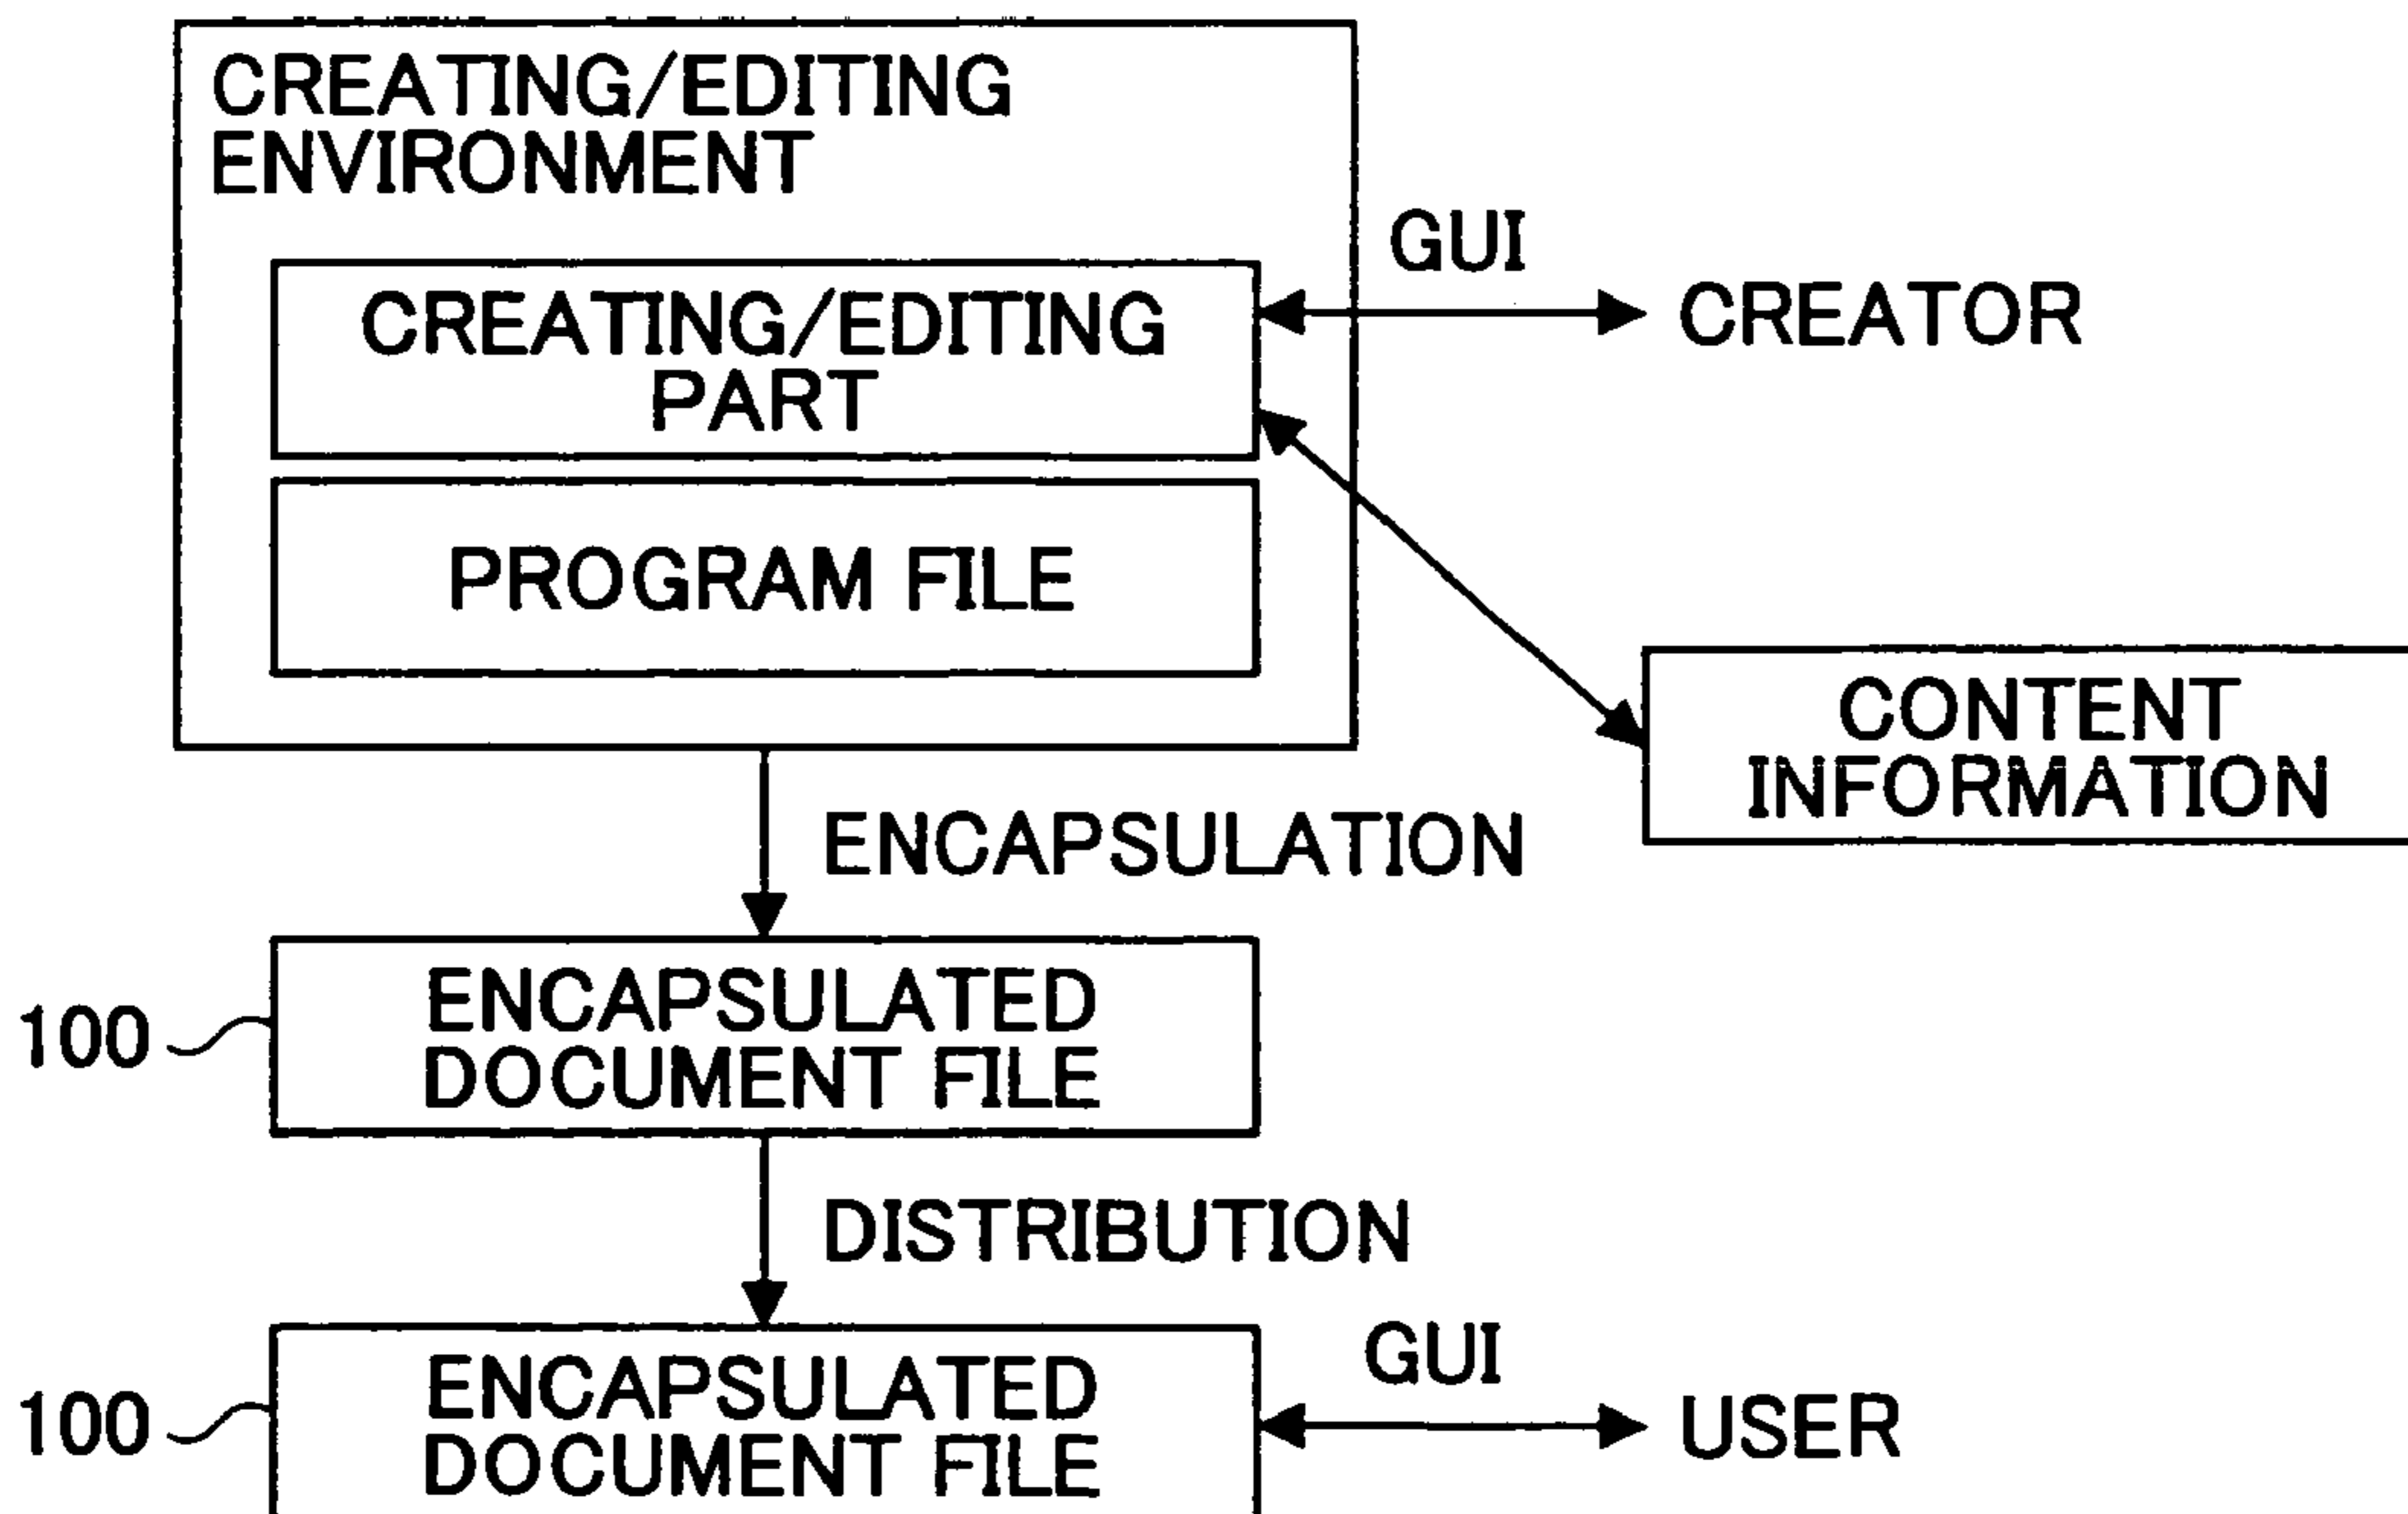 CREATING/EDITING
ENVIRONMENT
GUI
CREATING/EDITING
PART
CREATOR
PROGRAM FILE
CONTENT
INFORMATION
ENCAPSULATION
100
ENCAPSULATED
DOCUMENT FILE
DISTRIBUTION
GUI
100
ENCAPSULATED
DOCUMENT FILE
USER